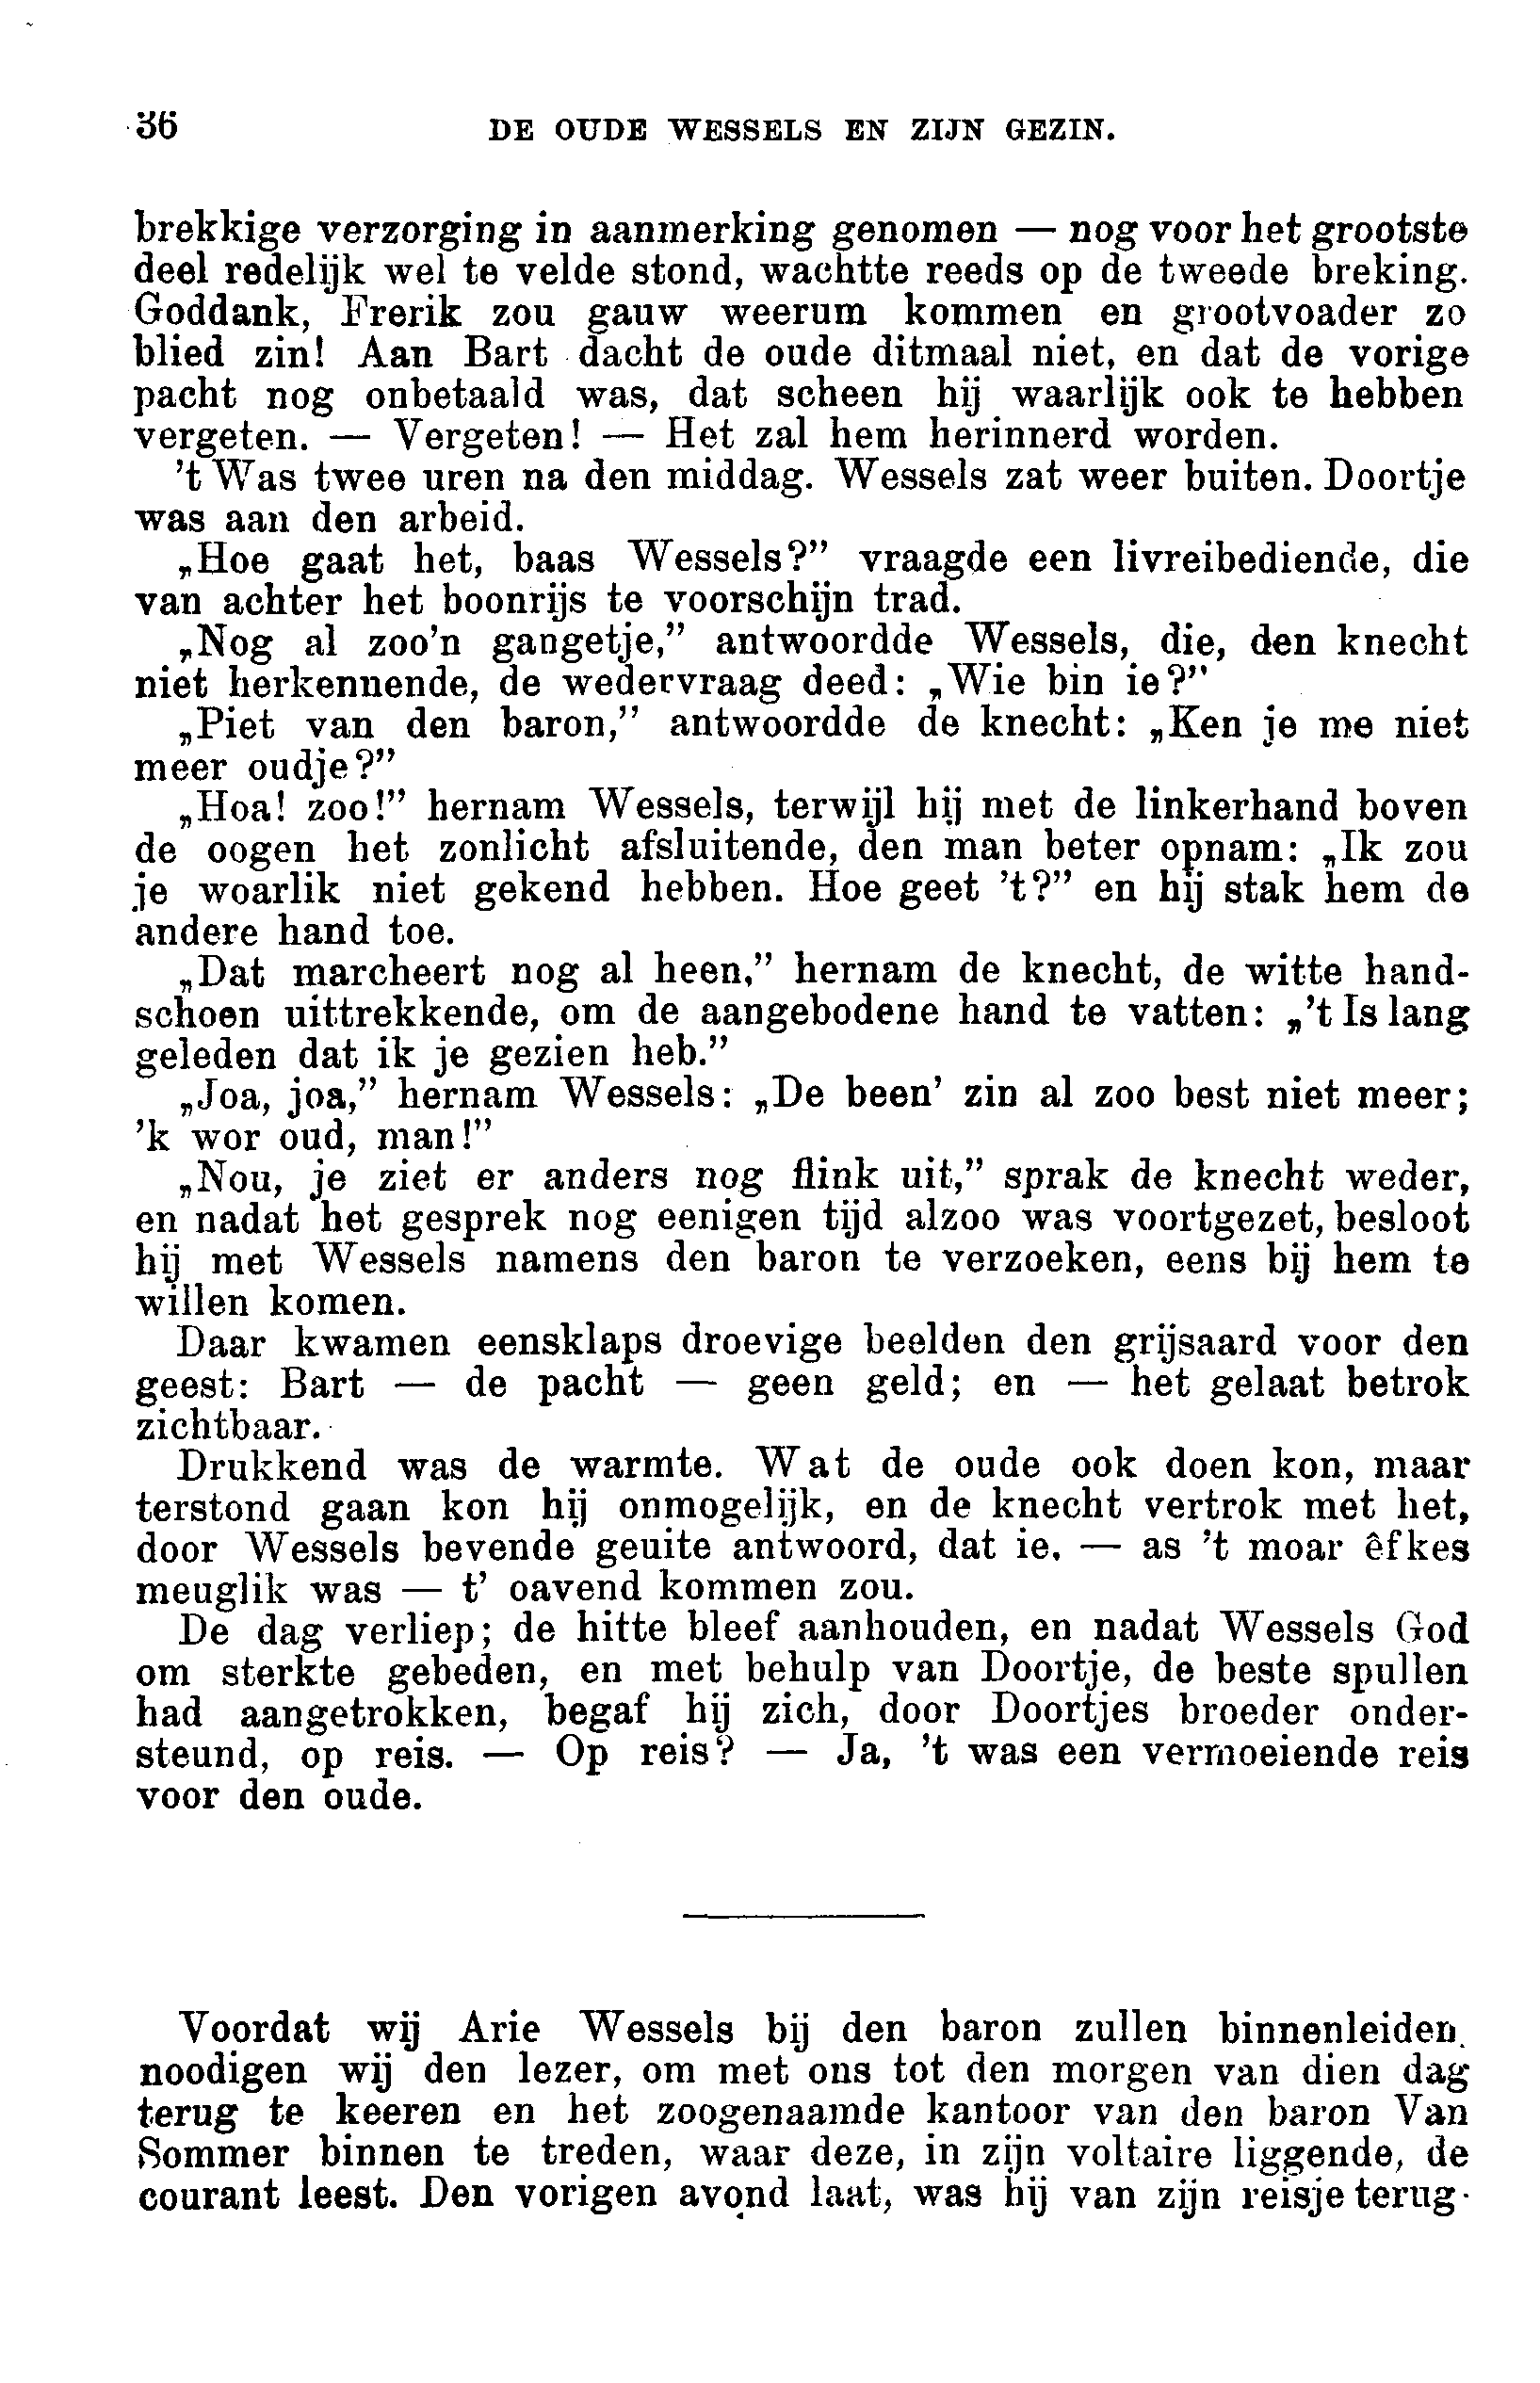 36 DE OUDE WESSELS EN ZIJN GEZIN.
brekkige verzorging in aanmerking genomen — nog voor het grootste
deel redelijk wel te velde stond, wachtte reeds op de tweede breking.
Goddank, Frerik zou gauw weerum kommen en grootvoader zo
blied zin! Aan Bart dacht de oude ditmaal niet, en dat de vorige
pacht nog onbetaald was, dat scheen hij waarlijk ook te hebben
vergeten. — Vergeten! — Het zal hem herinnerd worden.
't Was twee uren na den middag. Wessels zat weer buiten. Doortje
was aan den arbeid.
„Hoe gaat het, baas Wessels?” vraagde een livreibediende, die
van achter het boonrijs te voorschijn trad.
„Nog al zoo'n gangetje,” antwoordde Wessels, die, den knecht
niet herkennende, de wedervraag deed: „Wie bin ie?”
„Piet van den baron,” antwoordde de knecht: „Ken je me niet
meer oudje?”
„Hoa! zoo!” hernam Wessels, terwijl hij met de linkerhand boven
de oogen het zonlicht afsluitende, den man beter opnam: „Ik zou
je woarlik niet gekend hebben. Hoe geet 't?” en hij stak hem de
andere hand toe.
„Dat marcheert nog al heen,” hernam de knecht, de witte hand-
schoen uittrekkende, om de aangebodene hand te vatten: „'t Is lang
geleden dat ik je gezien heb.”
„Joa, joa,” hernam Wessels: „De been' zin al zoo best niet meer;
'k wor oud, man!”
„Nou, je ziet er anders nog flink uit,” sprak de knecht weder,
en nadat het gesprek nog eenigen tijd alzoo was voortgezet, besloot
hij met Wessels namens den baron te verzoeken, eens bij hem te
willen komen.
Daar kwamen eensklaps droevige beelden den grijsaard voor den
geest: Bart — de pacht — geen geld; en — het gelaat betrok
zichtbaar.
Drukkend was de warmte. Wat de oude ook doen kon, maar
terstond gaan kon hij onmogelijk, en de knecht vertrok met het,
door Wessels bevende geuite antwoord, dat ie, — as 't moar êfkes
meuglik was — t' oavend kommen zou.
De dag verliep; de hitte bleef aanhouden, en nadat Wessels God
om sterkte gebeden, en met behulp van Doortje, de beste spullen
had aangetrokken, begaf hij zich, door Doortjes broeder onder-
steund, op reis. — Op reis? — Ja, 't was een vermoeiende reis
voor den oude.
Voordat wij Arie Wessels bij den baron zullen binnenleiden.
noodigen wij den lezer, om met ons tot den morgen van dien dag
terug te keeren en het zoogenaamde kantoor van den baron Van
Sommer binnen te treden, waar deze, in zijn voltaire liggende, de
courant leest. Den vorigen avond laat, was hij van zijn reisje terug-